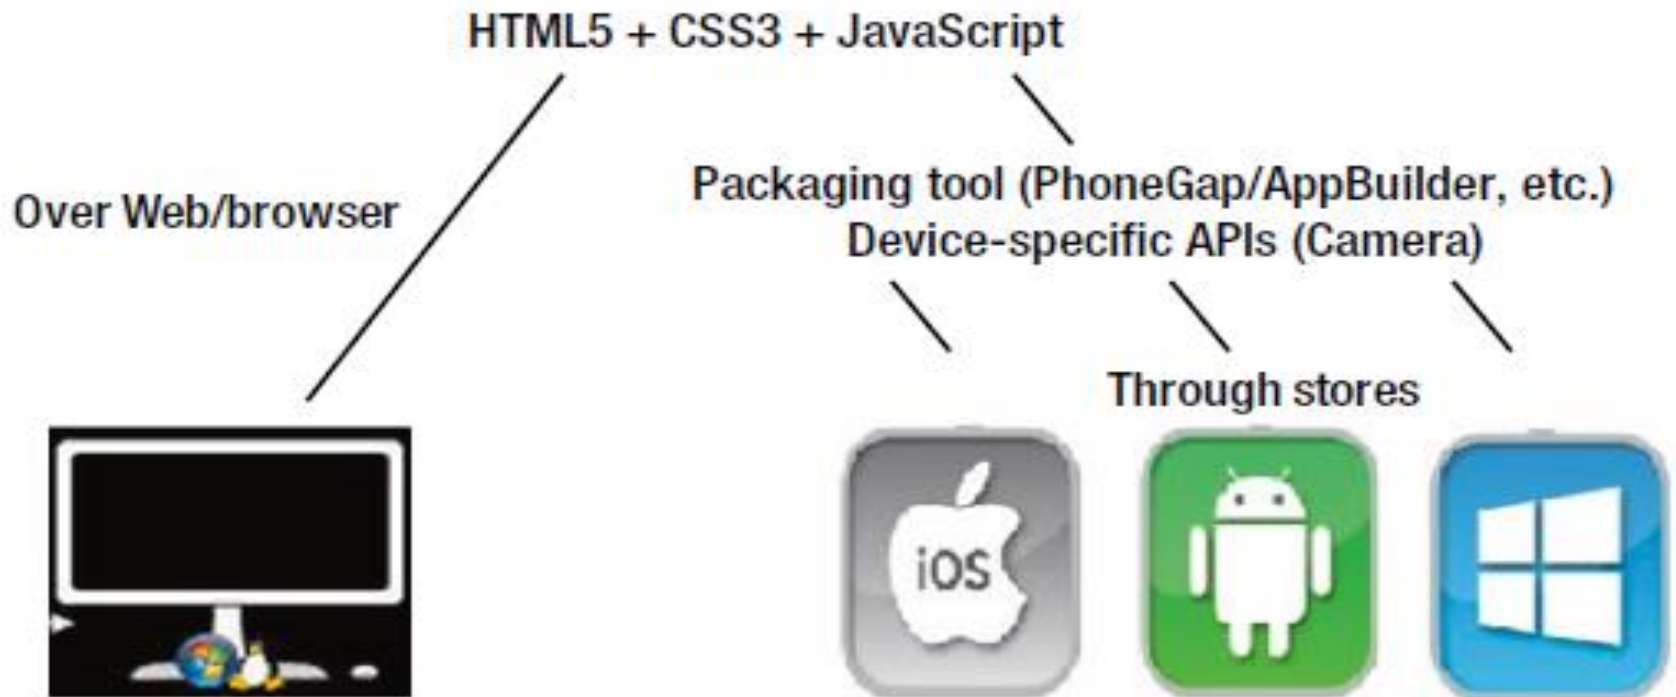 HTML5 + CSS3 + JavaScript
Over Web/browser
Packaging tool (PhoneGap/AppBuilder, etc.)
Device-specific APIs (Camera)
Through stores
iOS